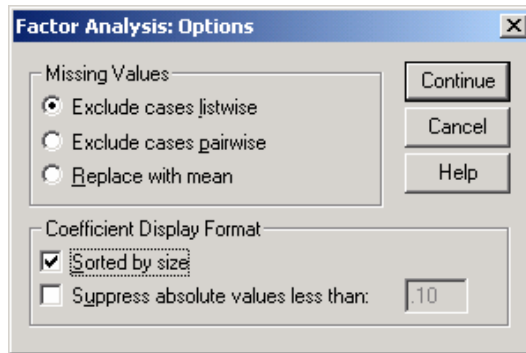 Factor Analysis: Options
Missing Values
Exclude cases listwise
Exclude cases pairwise
Replace with mean
Continue
Cancel
Help
Coefficient Display Format
Sorted by size
Suppress absolute values less than: .10